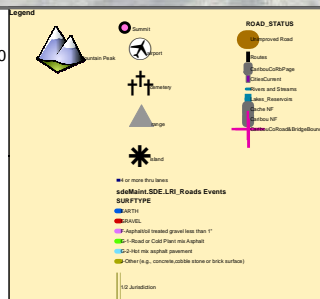 Legend
0
Mountain Peak
Summit
Airport
Cemetery
range
island
4 or more thru lanes
sdeMaint.SDE.LRI_Roads Events
SURFTYPE
EARTH
GRAVEL
F-Asphalt/oil treated gravel less than 1"
G-1-Road or Cold Plant mix Asphalt
G-2-Hot mix asphalt pavement
J-Other (e.g., concrete,cobble stone or brick surface)
1/2 Jurisdiction
ROAD_STATUS
Unimproved Road
Routes
CaribouCoRbPage
CitiesCurrent
Rivers and Streams
Lakes_Reservoirs
Cache NF
Caribou NF
CaribouCoRoad&BridgeBoun